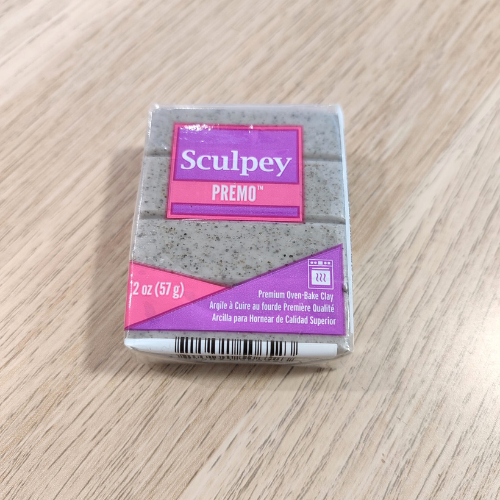 Sculpey
PREMO™
2 oz (57 g)
Premium Oven-Bake Clay
Argile à Cuire au fourde Première Qualité
Arcilla para Hornear de Calidad Superior